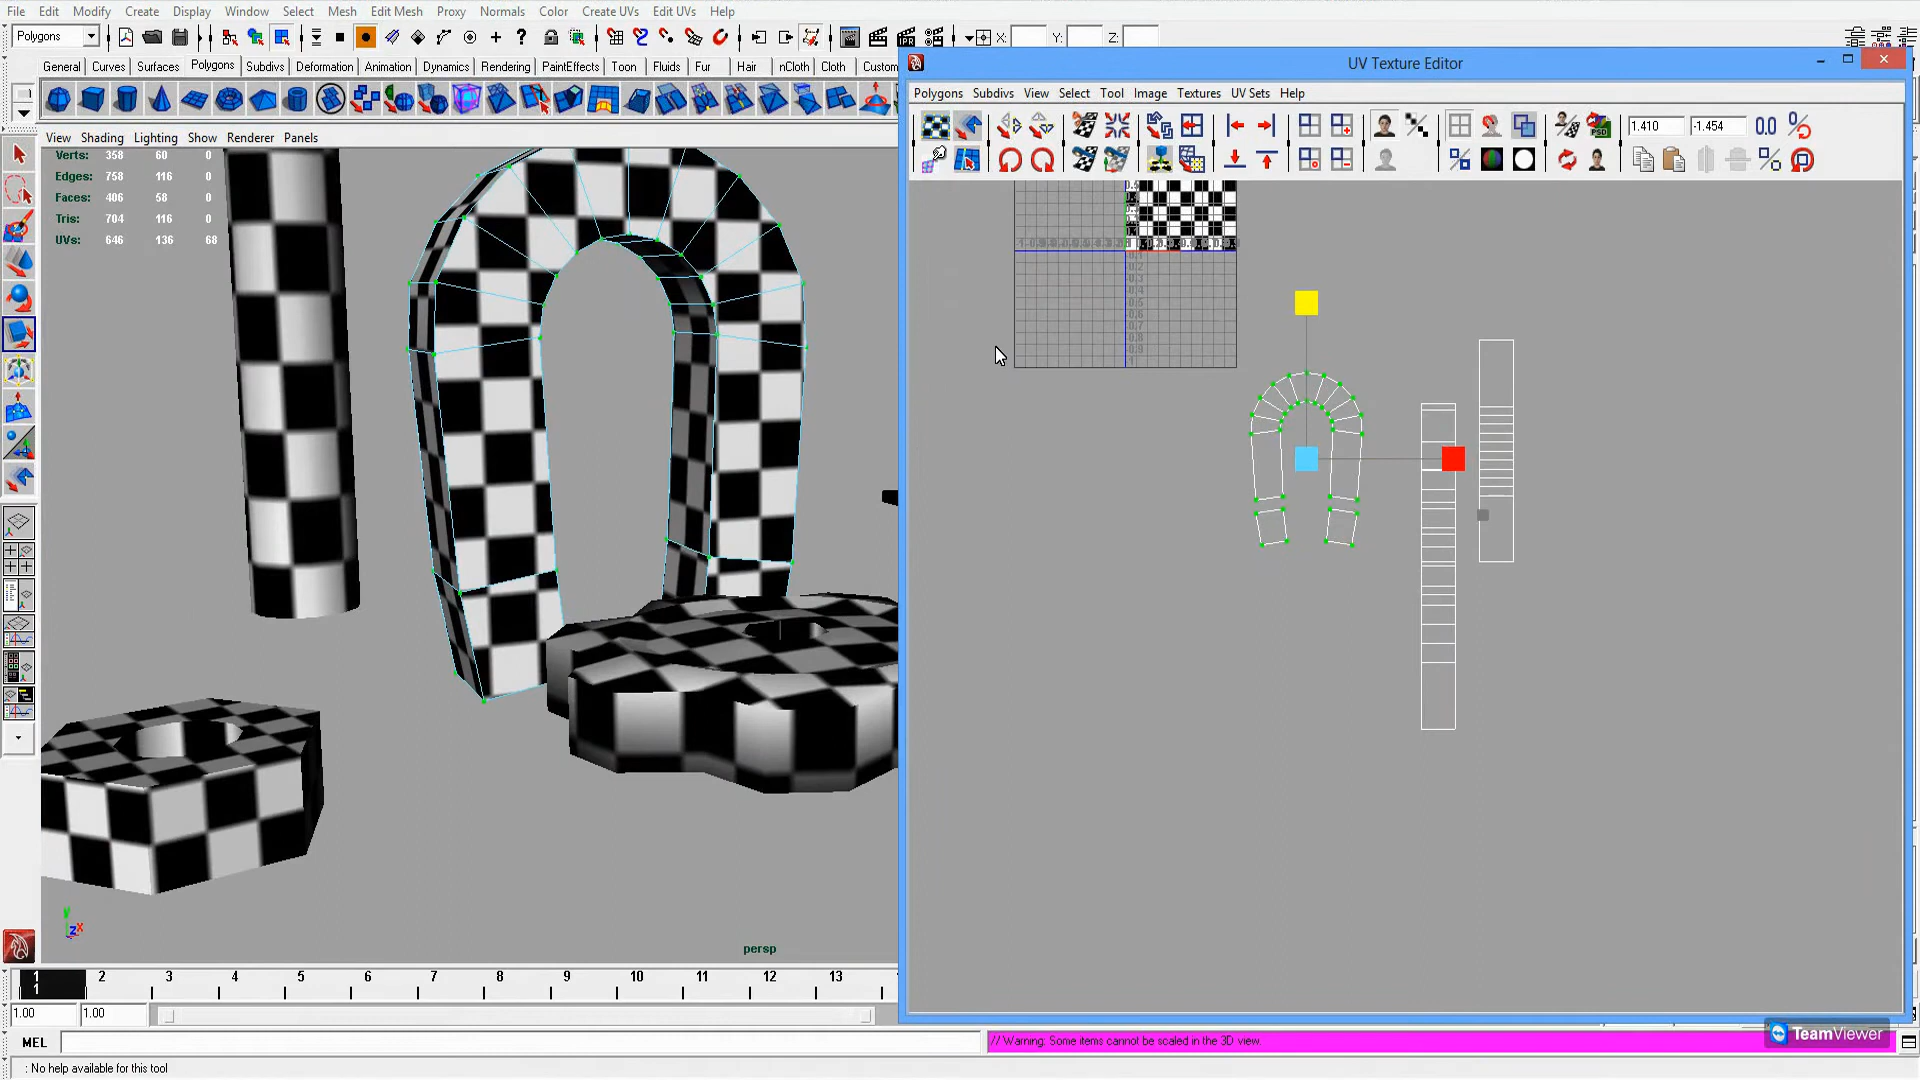 File Edit Modify Create Display Window Select Mesh Edit Mesh Proxy Normals Color Create UVs Edit UVs Help
Polygons X: Y: Z:
General Curves Surfaces Polygons Subdivs Deformation Animation Dynamics Rendering PaintEffects Toon Fluids Fur Hair nCloth Cloth Custom
View Shading Lighting Show Renderer Panels
Verts: 358 60 0
Edges: 758 116 0
Faces: 406 58 0
Tris: 704 116 0
UVs: 646 136 68
UV Texture Editor
Polygons Subdivs View Select Tool Image Textures UV Sets Help
IPR
PSD
1.410 -1.454 0.0
persp
1 2 3 4 5 6 7 8 9 10 11 12 13
1
1.00 1.00
MEL
// Warning: Some items cannot be scaled in the 3D view.
TeamViewer
: No help available for this tool